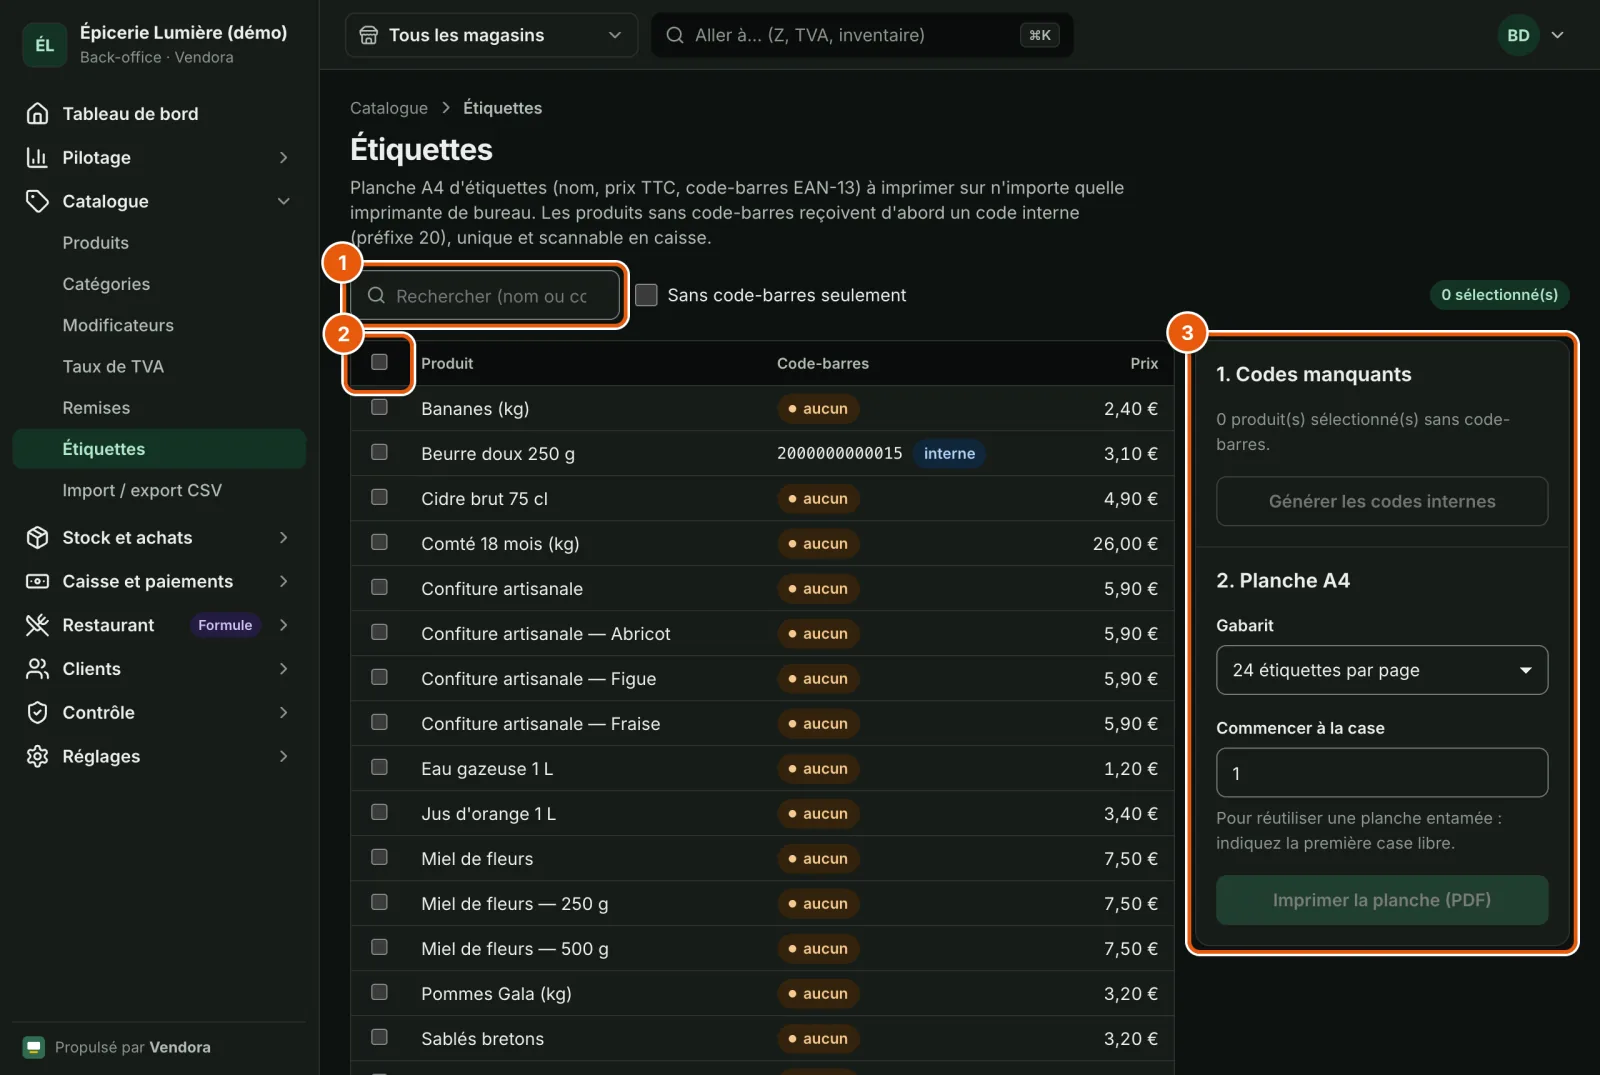 ÉL
Épicerie Lumière (démo)
Back-office · Vendora
Tous les magasins
Aller à... (Z, TVA, inventaire)
⌘K
BD
Tableau de bord
Pilotage
Catalogue
Produits
Catégories
Modificateurs
Taux de TVA
Remises
Étiquettes
Import / export CSV
Stock et achats
Caisse et paiements
Restaurant Formule
Clients
Contrôle
Réglages
Propulsé par Vendora
Catalogue > Étiquettes
Étiquettes
Planche A4 d'étiquettes (nom, prix TTC, code-barres EAN-13) à imprimer sur n'importe quelle
imprimante de bureau. Les produits sans code-barres reçoivent d'abord un code interne
(préfixe 20), unique et scannable en caisse.
1
Rechercher (nom ou cc
Sans code-barres seulement
0 sélectionné(s)
2
Produit Code-barres Prix
Bananes (kg) aucun 2,40 €
Beurre doux 250 g 2000000000015 interne 3,10 €
Cidre brut 75 cl aucun 4,90 €
Comté 18 mois (kg) aucun 26,00 €
Confiture artisanale aucun 5,90 €
Confiture artisanale — Abricot aucun 5,90 €
Confiture artisanale — Figue aucun 5,90 €
Confiture artisanale — Fraise aucun 5,90 €
Eau gazeuse 1 L aucun 1,20 €
Jus d'orange 1 L aucun 3,40 €
Miel de fleurs aucun 7,50 €
Miel de fleurs — 250 g aucun 7,50 €
Miel de fleurs — 500 g aucun 7,50 €
Pommes Gala (kg) aucun 3,20 €
Sablés bretons aucun 3,20 €
3
1. Codes manquants
0 produit(s) sélectionné(s) sans code-
barres.
Générer les codes internes
2. Planche A4
Gabarit
24 étiquettes par page
Commencer à la case
1
Pour réutiliser une planche entamée :
indiquez la première case libre.
Imprimer la planche (PDF)